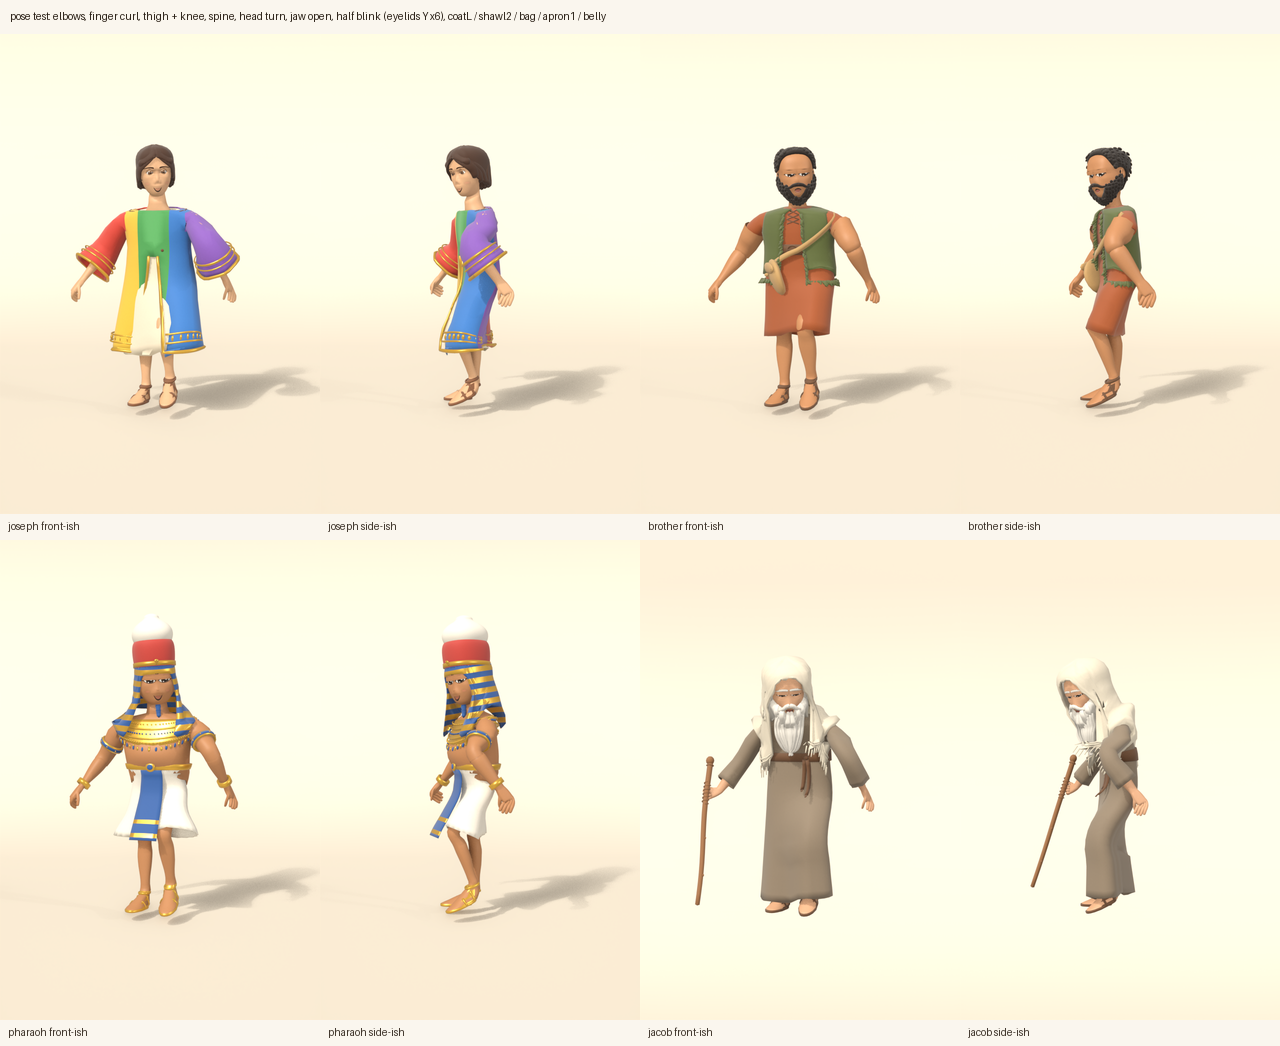 pose test: elbows, finger curl, thigh + knee, spine, head turn, jaw open, half blink (eyelids Y x6), coatL / shawl2 / bag / apron1 / belly
joseph front-ish
joseph side-ish
brother front-ish
brother side-ish
pharaoh front-ish
pharaoh side-ish
jacob front-ish
jacob side-ish